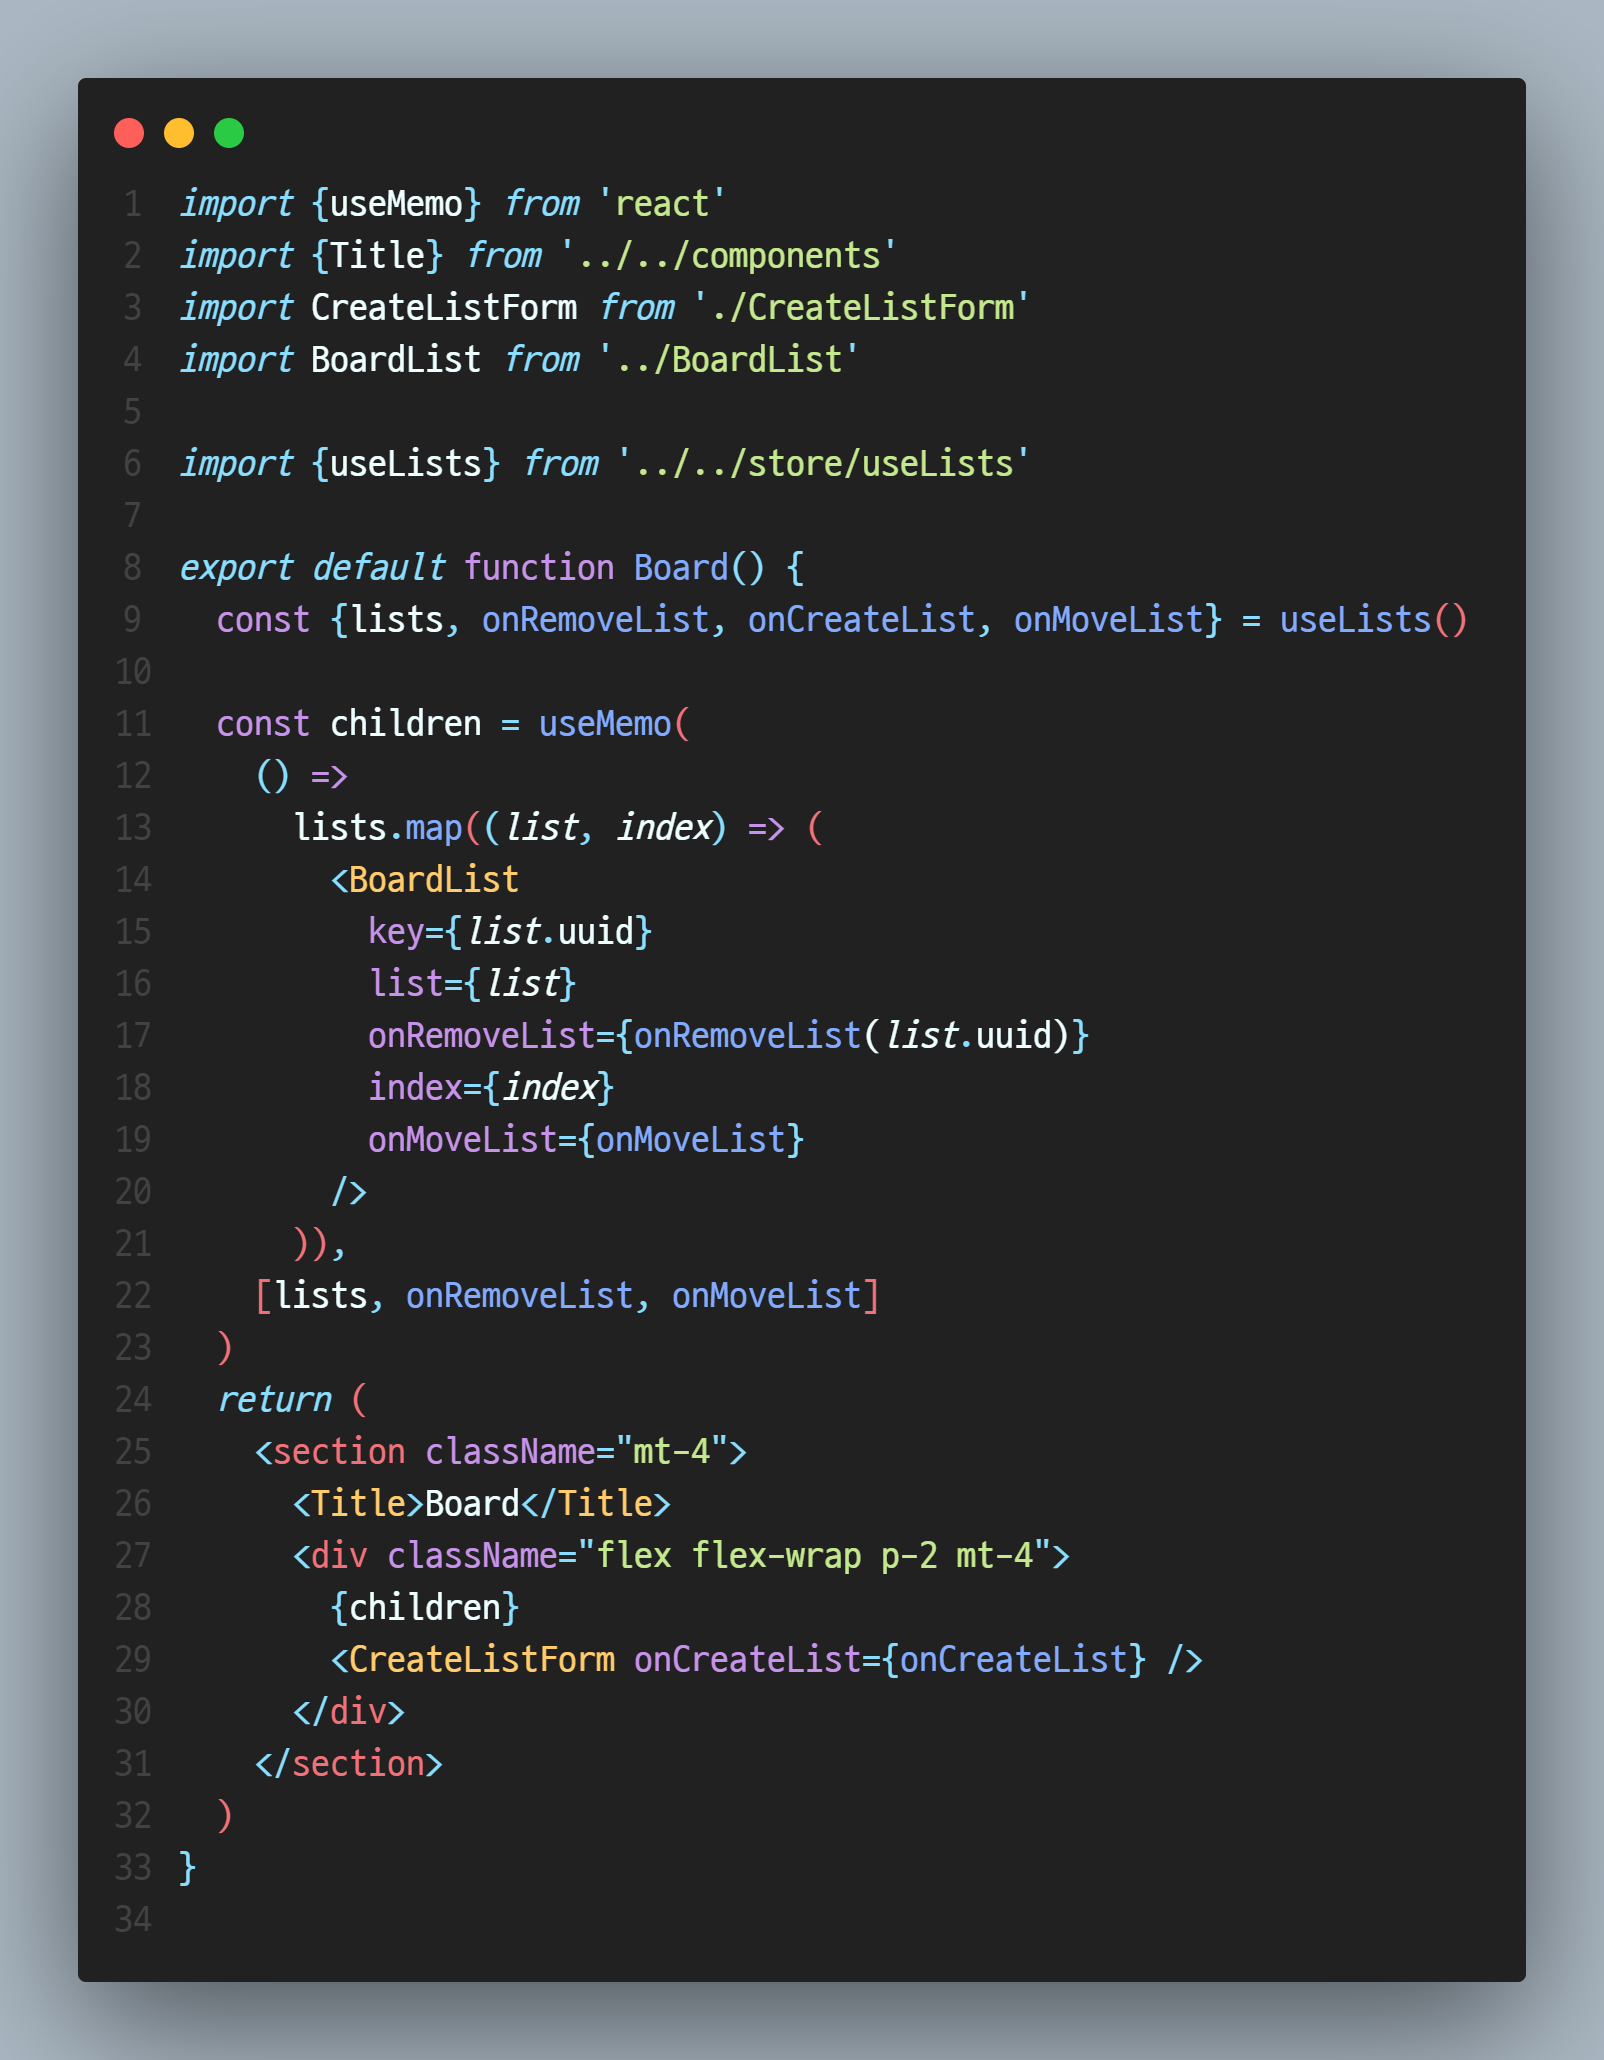 1 import {useMemo} from 'react'
2 import {Title} from '../../components'
3 import CreateListForm from './CreateListForm'
4 import BoardList from '../BoardList'
5
6 import {useLists} from '../../store/useLists'
7
8 export default function Board() {
9   const {lists, onRemoveList, onCreateList, onMoveList} = useLists()
10
11   const children = useMemo(
12     () =>
13       lists.map((list, index) => (
14         <BoardList
15           key={list.uuid}
16           list={list}
17           onRemoveList={onRemoveList(list.uuid)}
18           index={index}
19           onMoveList={onMoveList}
20         />
21       )),
22     [lists, onRemoveList, onMoveList]
23   )
24   return (
25     <section className="mt-4">
26       <Title>Board</Title>
27       <div className="flex flex-wrap p-2 mt-4">
28         {children}
29         <CreateListForm onCreateList={onCreateList} />
30       </div>
31     </section>
32   )
33 }
34